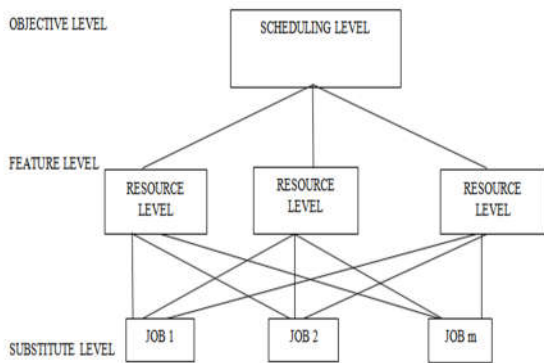 OBJECTIVE LEVEL
SCHEDULING LEVEL
FEATURE LEVEL
RESOURCE
LEVEL
RESOURCE
LEVEL
RESOURCE
LEVEL
SUBSTITUTE LEVEL
JOB 1
JOB 2
JOB m